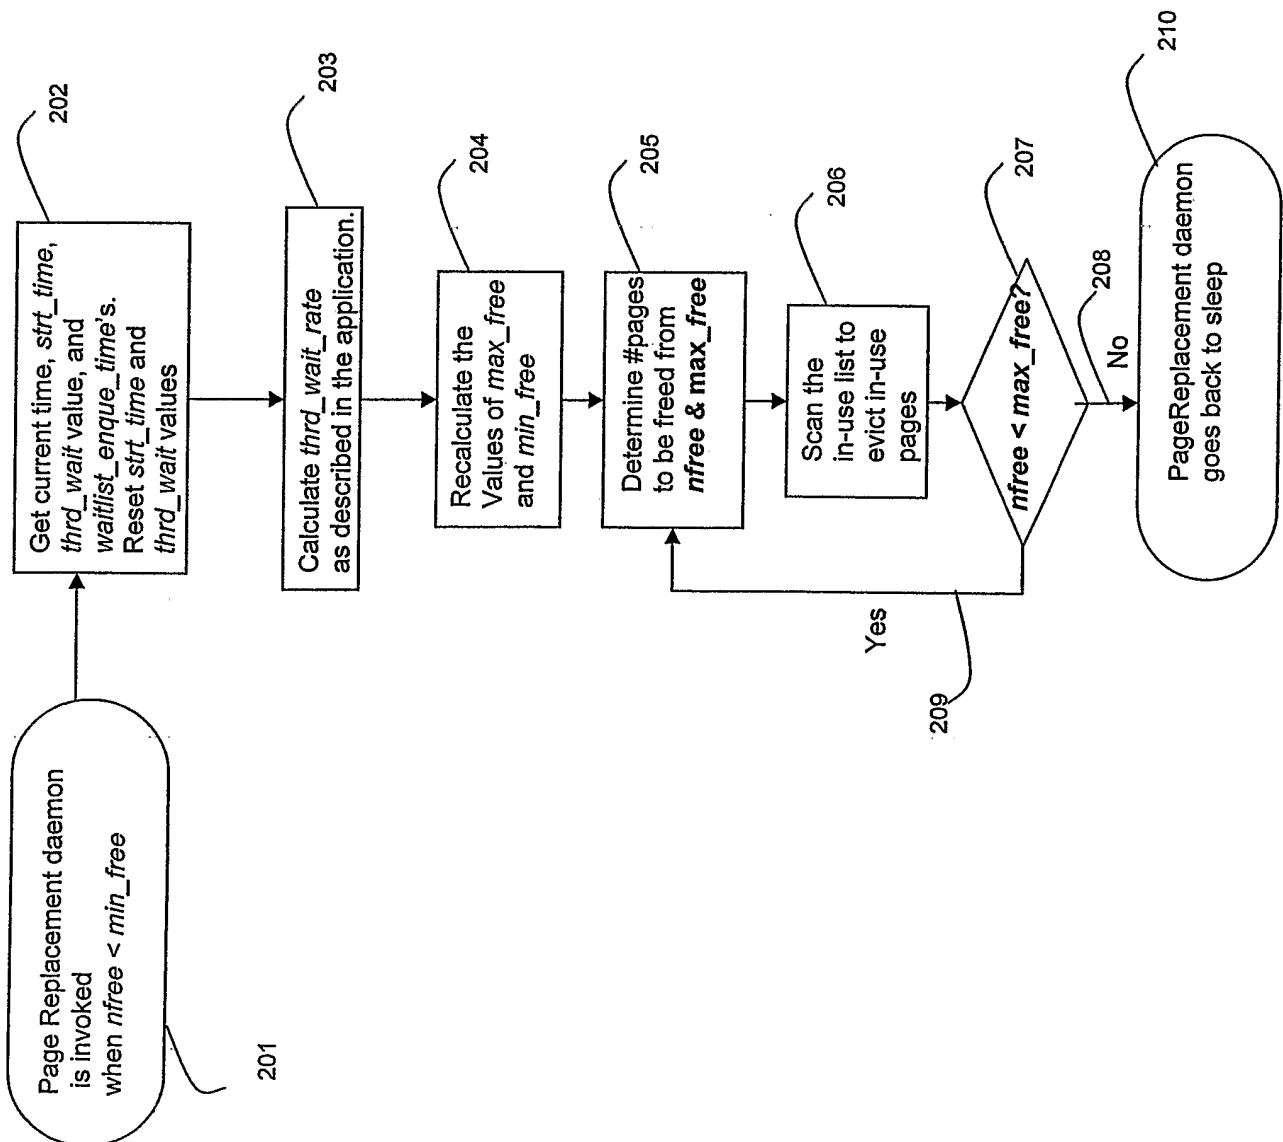 Page Replacement daemon
is invoked
when nfree < min_free
201
Get current time, strt_time,
thrd_wait value, and
waitlist_enque_time's.
Reset strt_time and
thrd_wait values
202
Calculate thrd_wait_rate
as described in the application.
203
Recalculate the
Values of max_free
and min_free
204
Determine #pages
to be freed from
nfree & max_free
205
Scan the
in-use list to
evict in-use
pages
206
nfree < max_free?
207
Yes
209
No
208
PageReplacement daemon
goes back to sleep
210